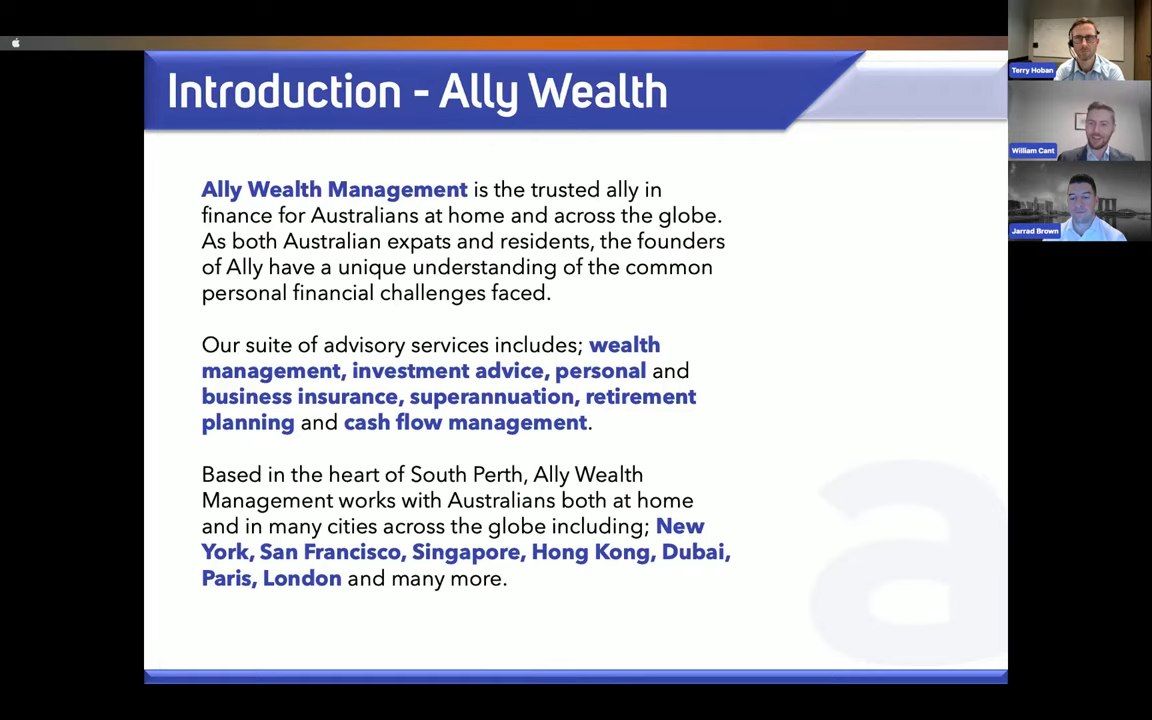 Introduction - Ally Wealth
Ally Wealth Management is the trusted ally in
finance for Australians at home and across the globe.
As both Australian expats and residents, the founders
of Ally have a unique understanding of the common
personal financial challenges faced.
Our suite of advisory services includes; wealth
management, investment advice, personal and
business insurance, superannuation, retirement
planning and cash flow management.
Based in the heart of South Perth, Ally Wealth
Management works with Australians both at home
and in many cities across the globe including; New
York, San Francisco, Singapore, Hong Kong, Dubai,
Paris, London and many more.
a
Terry Hoban
William Cant
Jarrad Brown